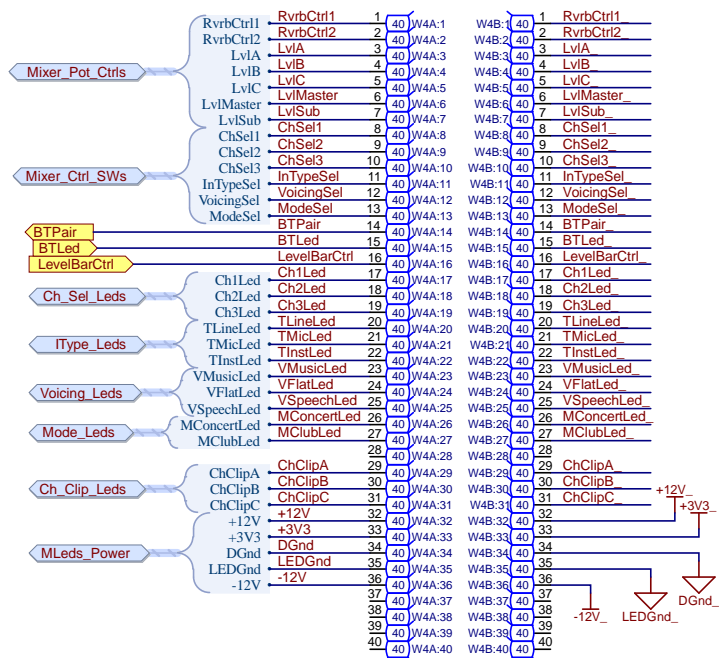 RvrbCtrl1 RvrbCtrl1 1 40 W4A:1 W4B:1 40 1 RvrbCtrl1_
RvrbCtrl2 RvrbCtrl2 2 40 W4A:2 W4B:2 40 2 RvrbCtrl2_
LvlA LvlA 3 40 W4A:3 W4B:3 40 3 LvlA_
Mixer_Pot_Ctrls LvlB LvlB 4 40 W4A:4 W4B:4 40 4 LvlB_
LvlC LvlC 5 40 W4A:5 W4B:5 40 5 LvlC_
LvlMaster LvlMaster 6 40 W4A:6 W4B:6 40 6 LvlMaster_
LvlSub LvlSub 7 40 W4A:7 W4B:7 40 7 LvlSub_
ChSel1 ChSel1 8 40 W4A:8 W4B:8 40 8 ChSel1_
ChSel2 ChSel2 9 40 W4A:9 W4B:9 40 9 ChSel2_
Mixer_Ctrl_SWs ChSel3 ChSel3 10 40 W4A:10 W4B:10 40 10 ChSel3_
InTypeSel InTypeSel 11 40 W4A:11 W4B:11 40 11 InTypeSel_
VoicingSel VoicingSel 12 40 W4A:12 W4B:12 40 12 VoicingSel_
ModeSel ModeSel 13 40 W4A:13 W4B:13 40 13 ModeSel_
BTPair BTPair 14 40 W4A:14 W4B:14 40 14 BTPair_
BTLed BTLed 15 40 W4A:15 W4B:15 40 15 BTLed_
LevelBarCtrl LevelBarCtrl 16 40 W4A:16 W4B:16 40 16 LevelBarCtrl_
Ch1Led Ch1Led 17 40 W4A:17 W4B:17 40 17 Ch1Led_
Ch_Sel_Leds Ch2Led Ch2Led 18 40 W4A:18 W4B:18 40 18 Ch2Led_
Ch3Led Ch3Led 19 40 W4A:19 W4B:19 40 19 Ch3Led_
TLineLed TLineLed 20 40 W4A:20 W4B:20 40 20 TLineLed_
IType_Leds TMicLed TMicLed 21 40 W4A:21 W4B:21 40 21 TMicLed_
TInstLed TInstLed 22 40 W4A:22 W4B:22 40 22 TInstLed_
VMusicLed VMusicLed 23 40 W4A:23 W4B:23 40 23 VMusicLed_
Voicing_Leds VFlatLed VFlatLed 24 40 W4A:24 W4B:24 40 24 VFlatLed_
VSpeechLed VSpeechLed 25 40 W4A:25 W4B:25 40 25 VSpeechLed_
Mode_Leds MConcertLed MConcertLed 26 40 W4A:26 W4B:26 40 26 MConcertLed_
MClubLed MClubLed 27 40 W4A:27 W4B:27 40 27 MClubLed_
28 40 W4A:28 W4B:28 40 28
ChClipA ChClipA 29 40 W4A:29 W4B:29 40 29 ChClipA_
Ch_Clip_Leds ChClipB ChClipB 30 40 W4A:30 W4B:30 40 30 ChClipB_
ChClipC ChClipC 31 40 W4A:31 W4B:31 40 31 ChClipC_ +12V_
+12V +12V 32 40 W4A:32 W4B:32 40 32 +3V3_
+3V3 +3V3 33 40 W4A:33 W4B:33 40 33
MLeds_Power DGnd DGnd 34 40 W4A:34 W4B:34 40 34
LEDGnd LEDGnd 35 40 W4A:35 W4B:35 40 35
-12V -12V 36 40 W4A:36 W4B:36 40 36
37 40 W4A:37 W4B:37 40 37 DGnd_
38 40 W4A:38 W4B:38 40 38 -12V_ LEDGnd_
39 40 W4A:39 W4B:39 40 39
40 40 W4A:40 W4B:40 40 40